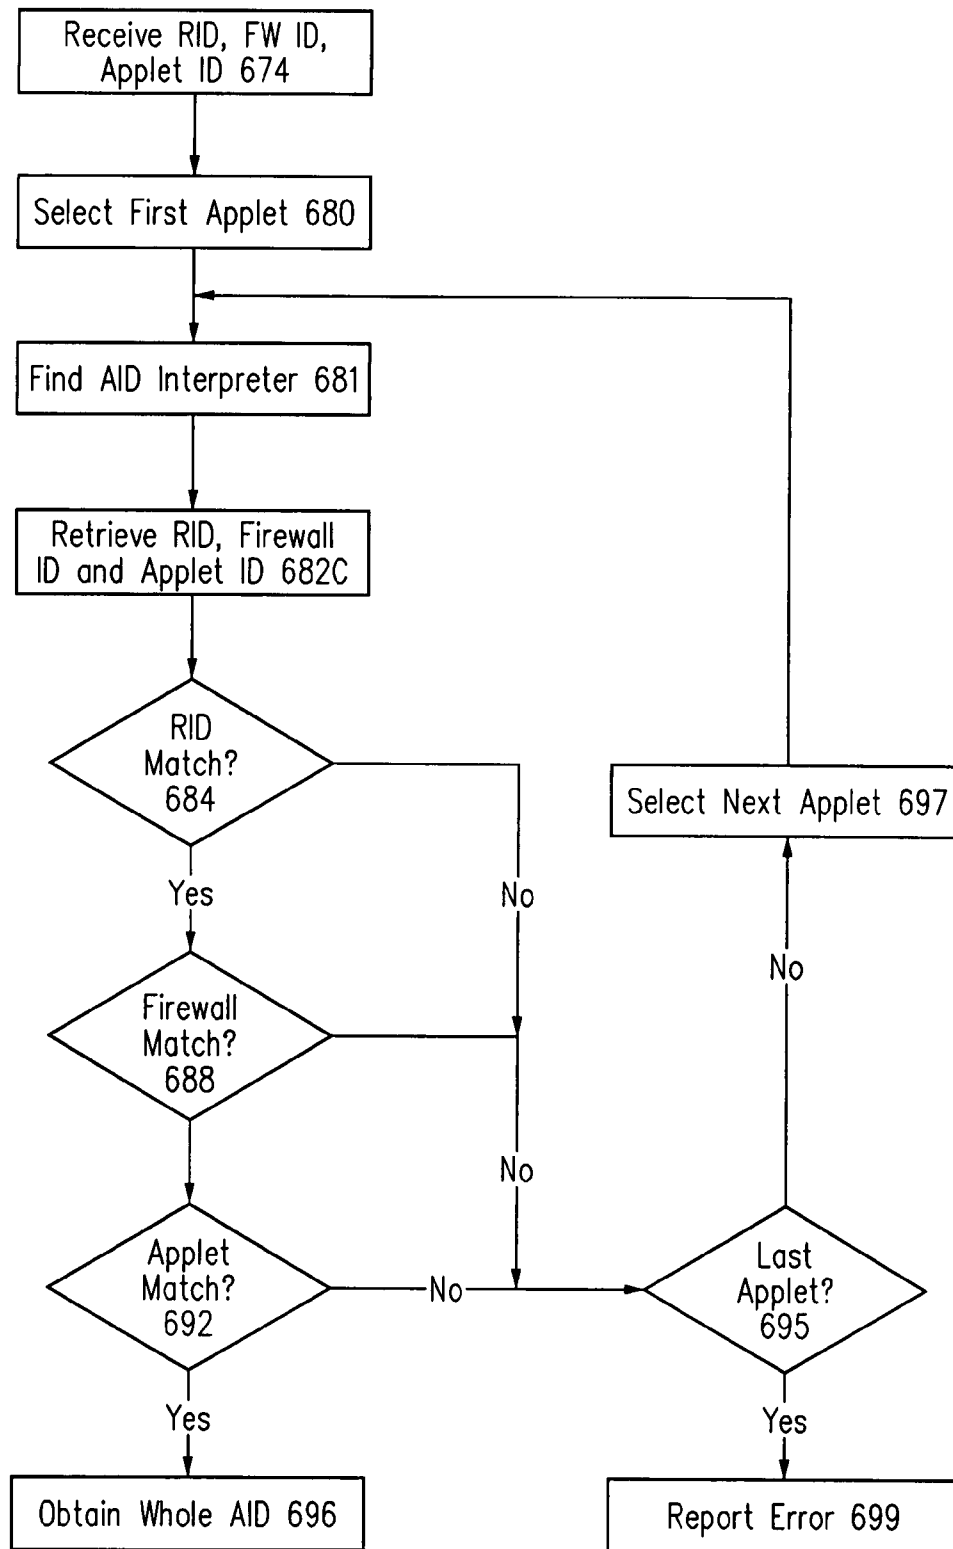 Receive RID, FW ID,
Applet ID 674
Select First Applet 680
Find AID Interpreter 681
Retrieve RID, Firewall
ID and Applet ID 682C
RID
Match?
684
Yes
No
Firewall
Match?
688
No
Applet
Match?
692
No
Yes
Obtain Whole AID 696
Select Next Applet 697
No
Last
Applet?
695
Yes
Report Error 699